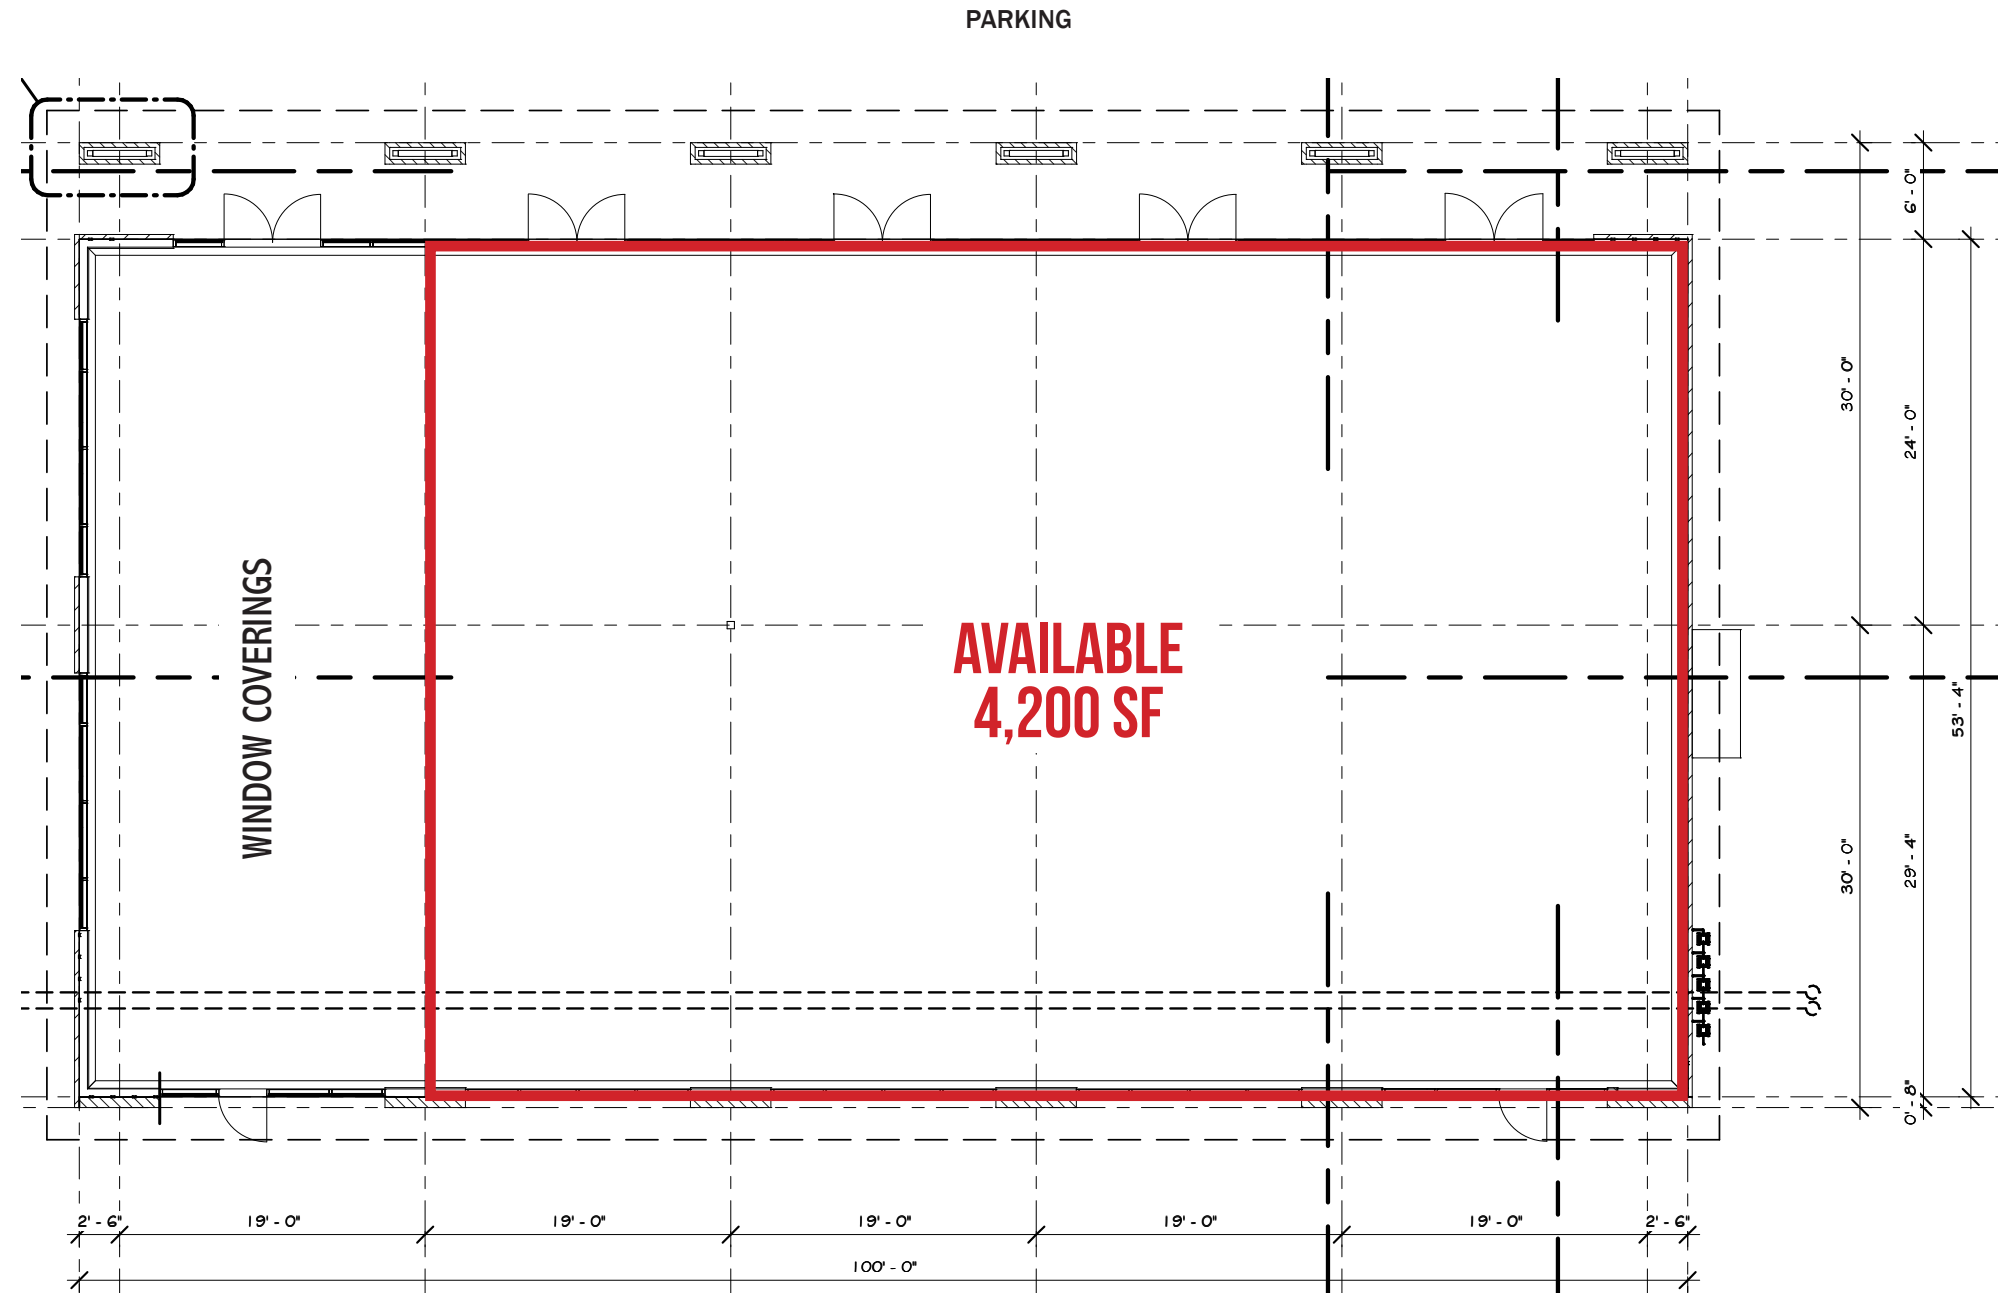 PARKING
6' - 0"
30' - 0"
24' - 0"
WINDOW COVERINGS
AVAILABLE
4,200 SF
53' - 4"
30' - 0"
29' - 4"
0' - 8"
2' - 6"
19' - 0"
19' - 0"
19' - 0"
19' - 0"
19' - 0"
2' - 6"
100' - 0"